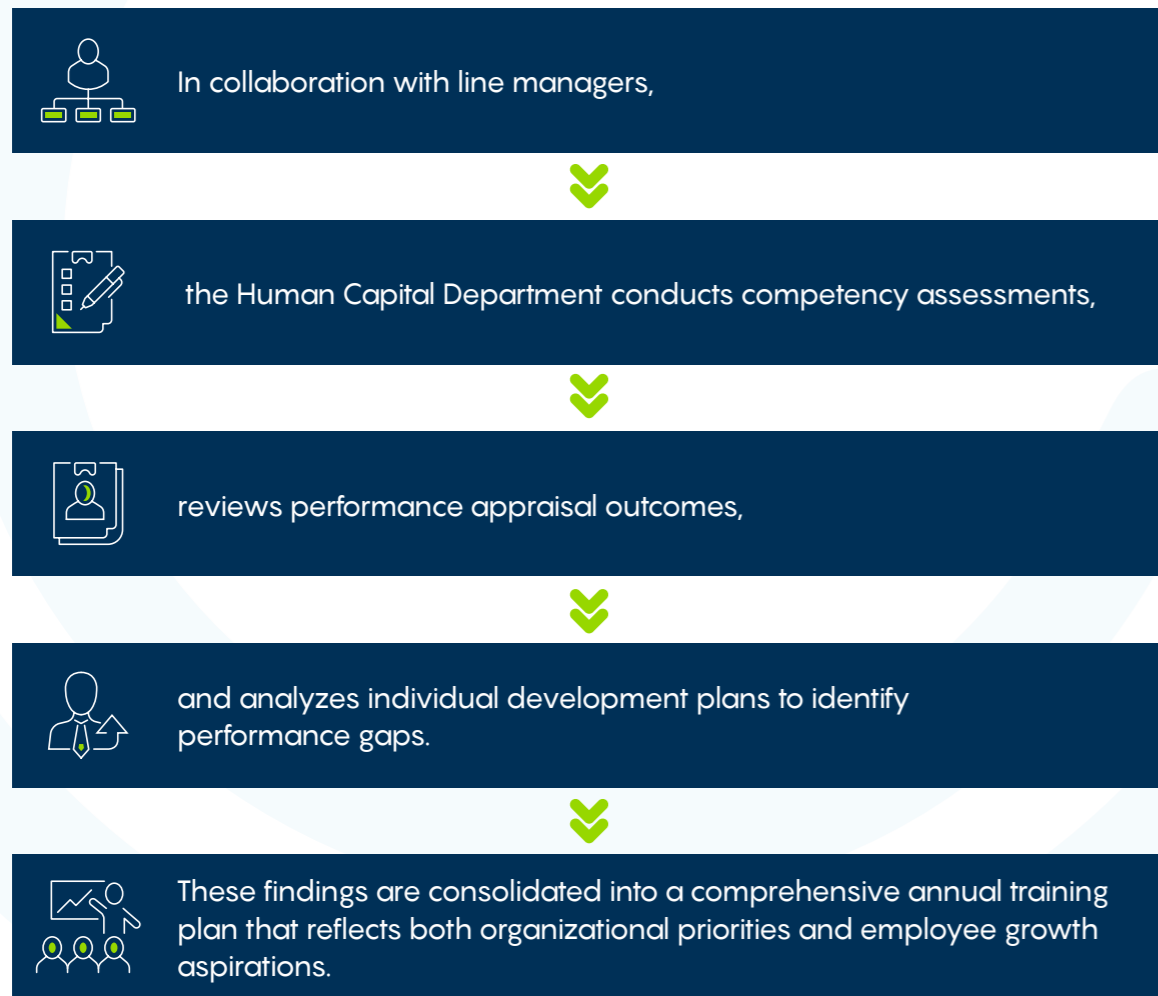 In collaboration with line managers,
the Human Capital Department conducts competency assessments,
reviews performance appraisal outcomes,
and analyzes individual development plans to identify
performance gaps.
These findings are consolidated into a comprehensive annual training
plan that reflects both organizational priorities and employee growth
aspirations.